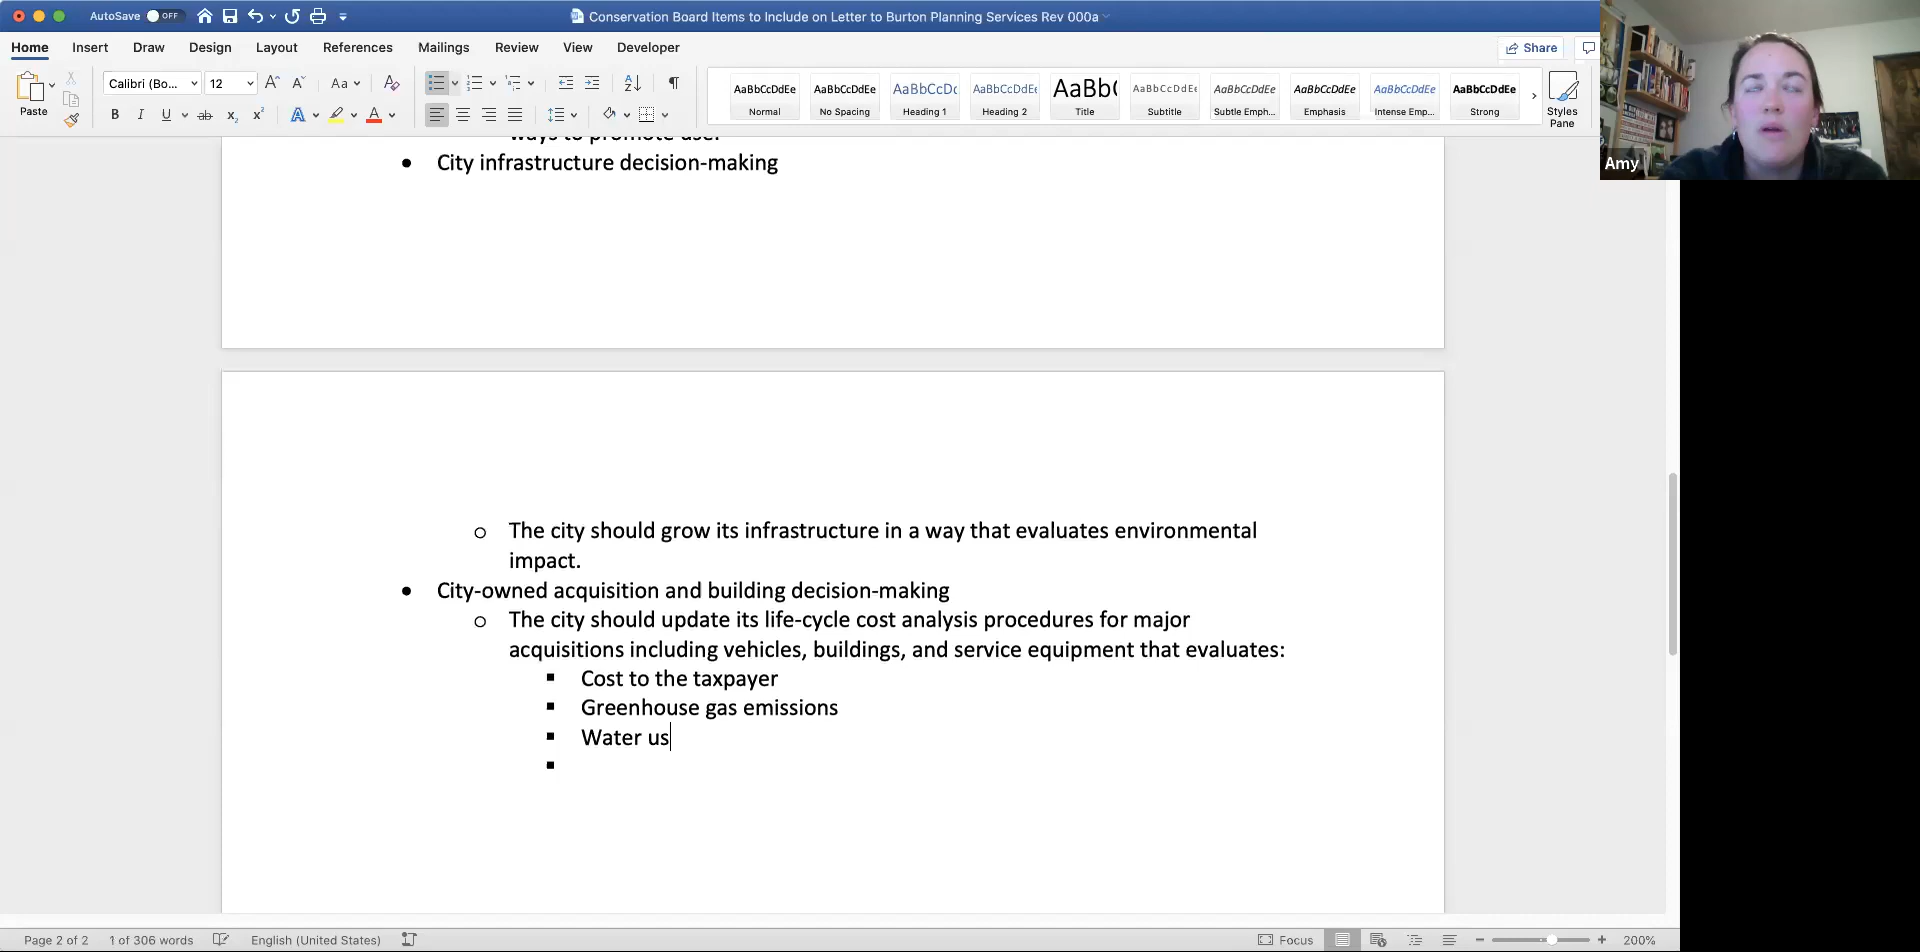 AutoSave OFF
Conservation Board Items to Include on Letter to Burton Planning Services Rev 000a
Home Insert Draw Design Layout References Mailings Review View Developer
Share
Paste
Calibri (Bo... 12
AaBbCcDdEe AaBbCcDdEe AaBbCcDc AaBbCcDdEe AaBb( AaBbCcDdEe AaBbCcDdEe AaBbCcDdEe AaBbCcDdEe AaBbCcDdEe
Normal No Spacing Heading 1 Heading 2 Title Subtitle Subtle Emph... Emphasis Intense Emp... Strong
Styles
Pane
Amy
ways to promote use.
• City infrastructure decision-making
o The city should grow its infrastructure in a way that evaluates environmental
impact.
• City-owned acquisition and building decision-making
o The city should update its life-cycle cost analysis procedures for major
acquisitions including vehicles, buildings, and service equipment that evaluates:
▪ Cost to the taxpayer
▪ Greenhouse gas emissions
▪ Water us
▪
Page 2 of 2 1 of 306 words English (United States) Focus 200%